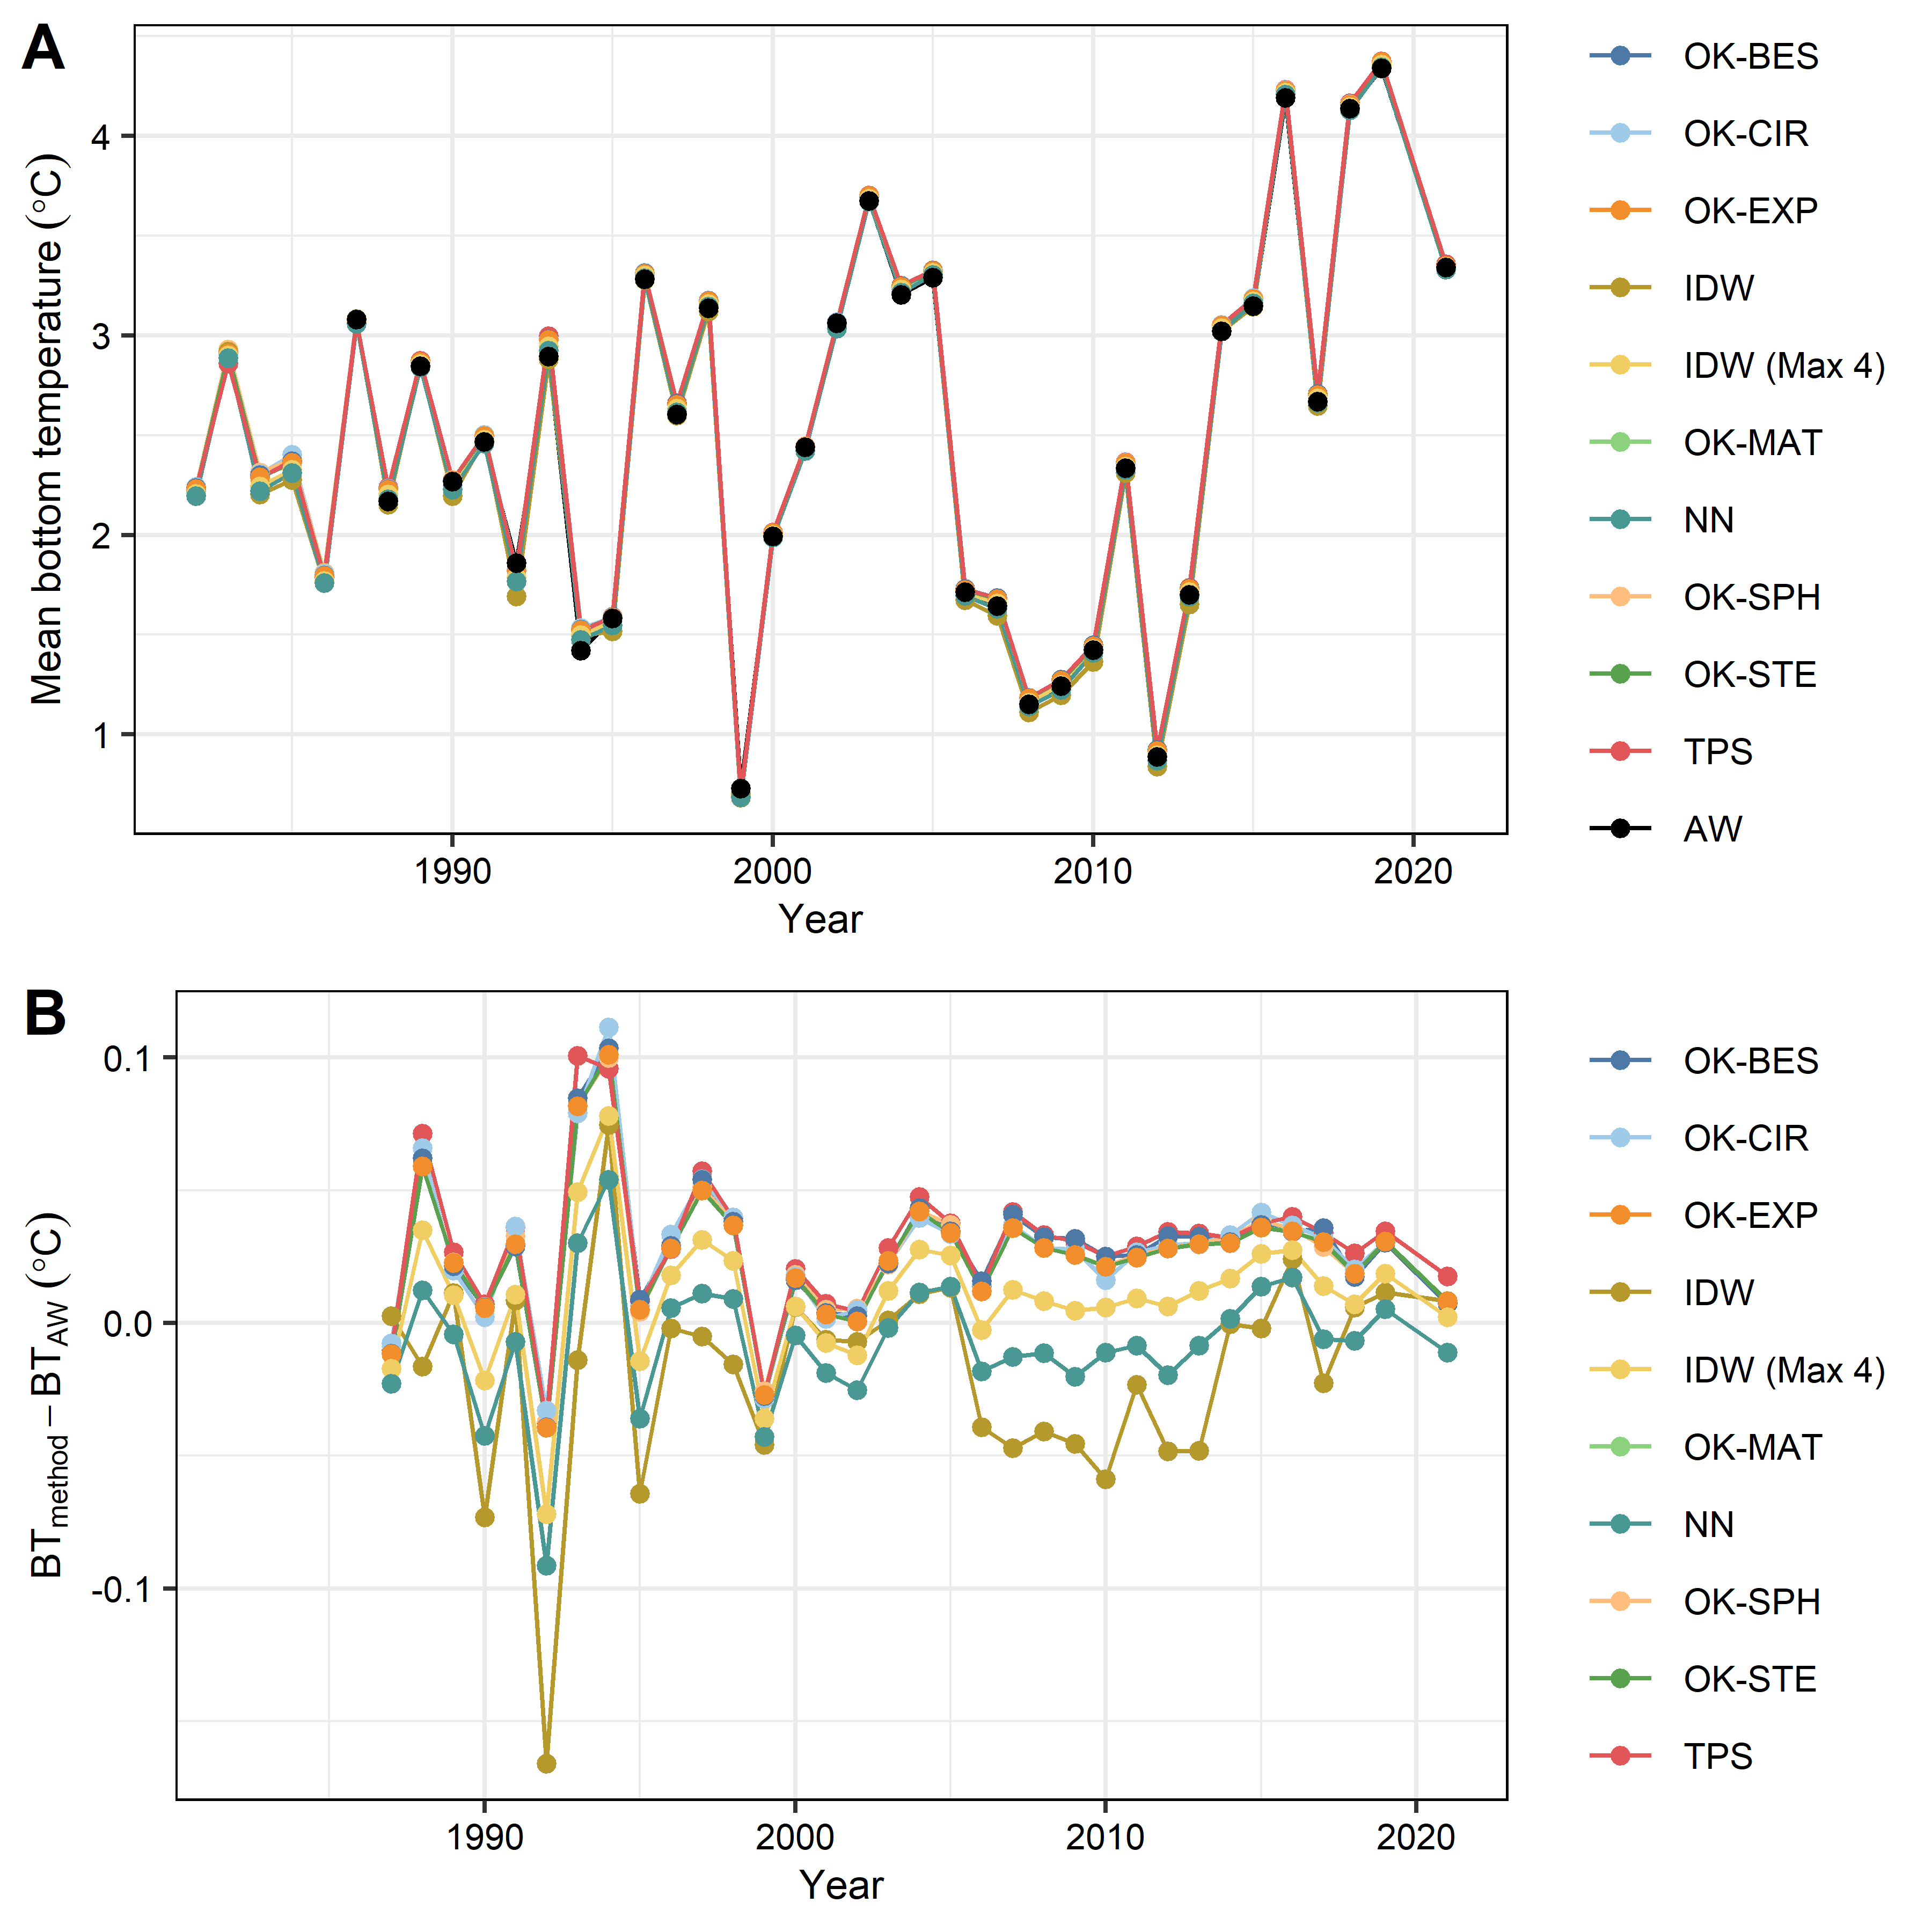 A
Mean bottom temperature (°C)
4
3
2
1
1990 2000 2010 2020
Year
OK-BES
OK-CIR
OK-EXP
IDW
IDW (Max 4)
OK-MAT
NN
OK-SPH
OK-STE
TPS
AW
B
BTmethod − BTAW (°C)
0.1
0.0
-0.1
1990 2000 2010 2020
Year
OK-BES
OK-CIR
OK-EXP
IDW
IDW (Max 4)
OK-MAT
NN
OK-SPH
OK-STE
TPS